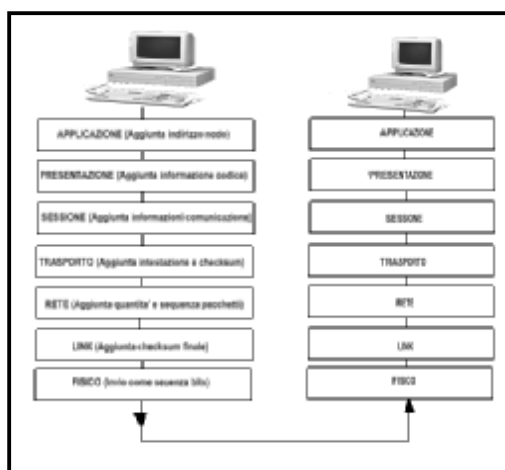 APPLICAZIONE (Aggiunta indirizzo nodo)
PRESENTAZIONE (Aggiunta informazione codice)
SESSIONE (Aggiunta informazioni comunicazione)
TRASPORTO (Aggiunta intestazione e checksum)
RETE (Aggiunta quantita' e sequenza pacchetti)
LINK (Aggiunta checksum finale)
FISICO (Invio come seuenza bits)
APPLICAZIONE
PRESENTAZIONE
SESSIONE
TRASPORTO
RETE
LINK
FISICO